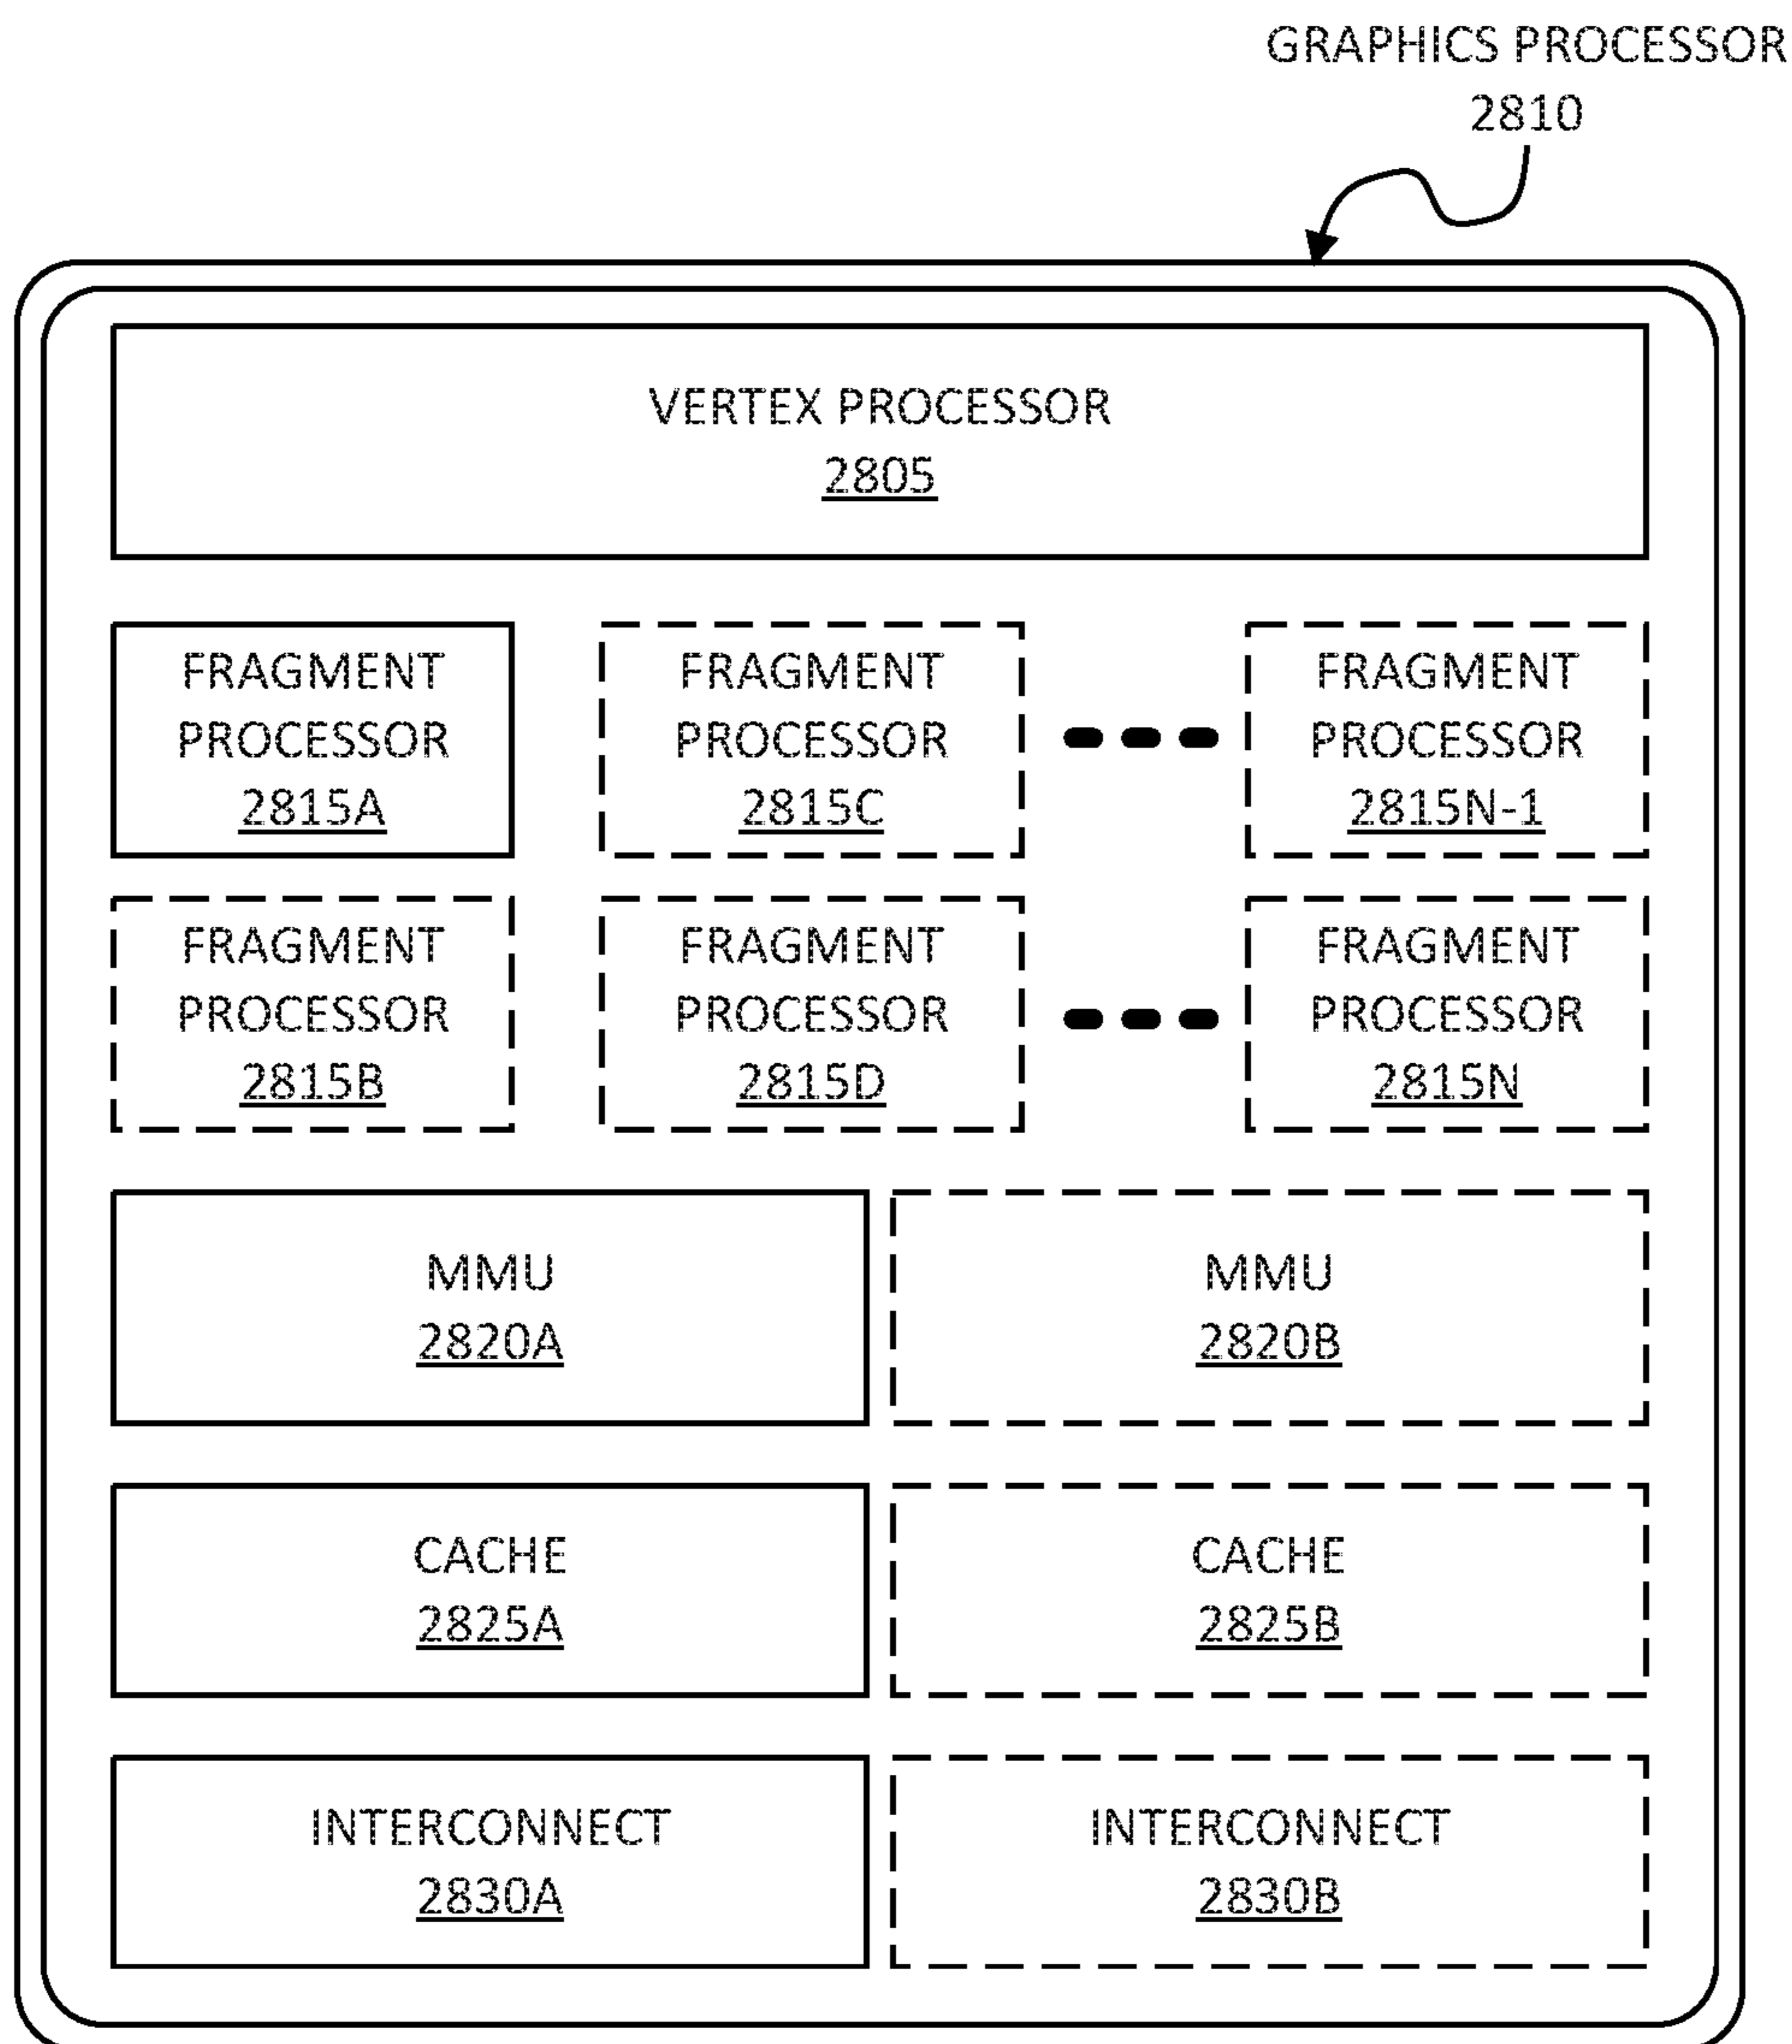 GRAPHICS PROCESSOR
2810
VERTEX PROCESSOR
2805
FRAGMENT
PROCESSOR
2815A
FRAGMENT
PROCESSOR
2815C
FRAGMENT
PROCESSOR
2815N-1
FRAGMENT
PROCESSOR
2815B
FRAGMENT
PROCESSOR
2815D
FRAGMENT
PROCESSOR
2815N
MMU
2820A
MMU
2820B
CACHE
2825A
CACHE
2825B
INTERCONNECT
2830A
INTERCONNECT
2830B